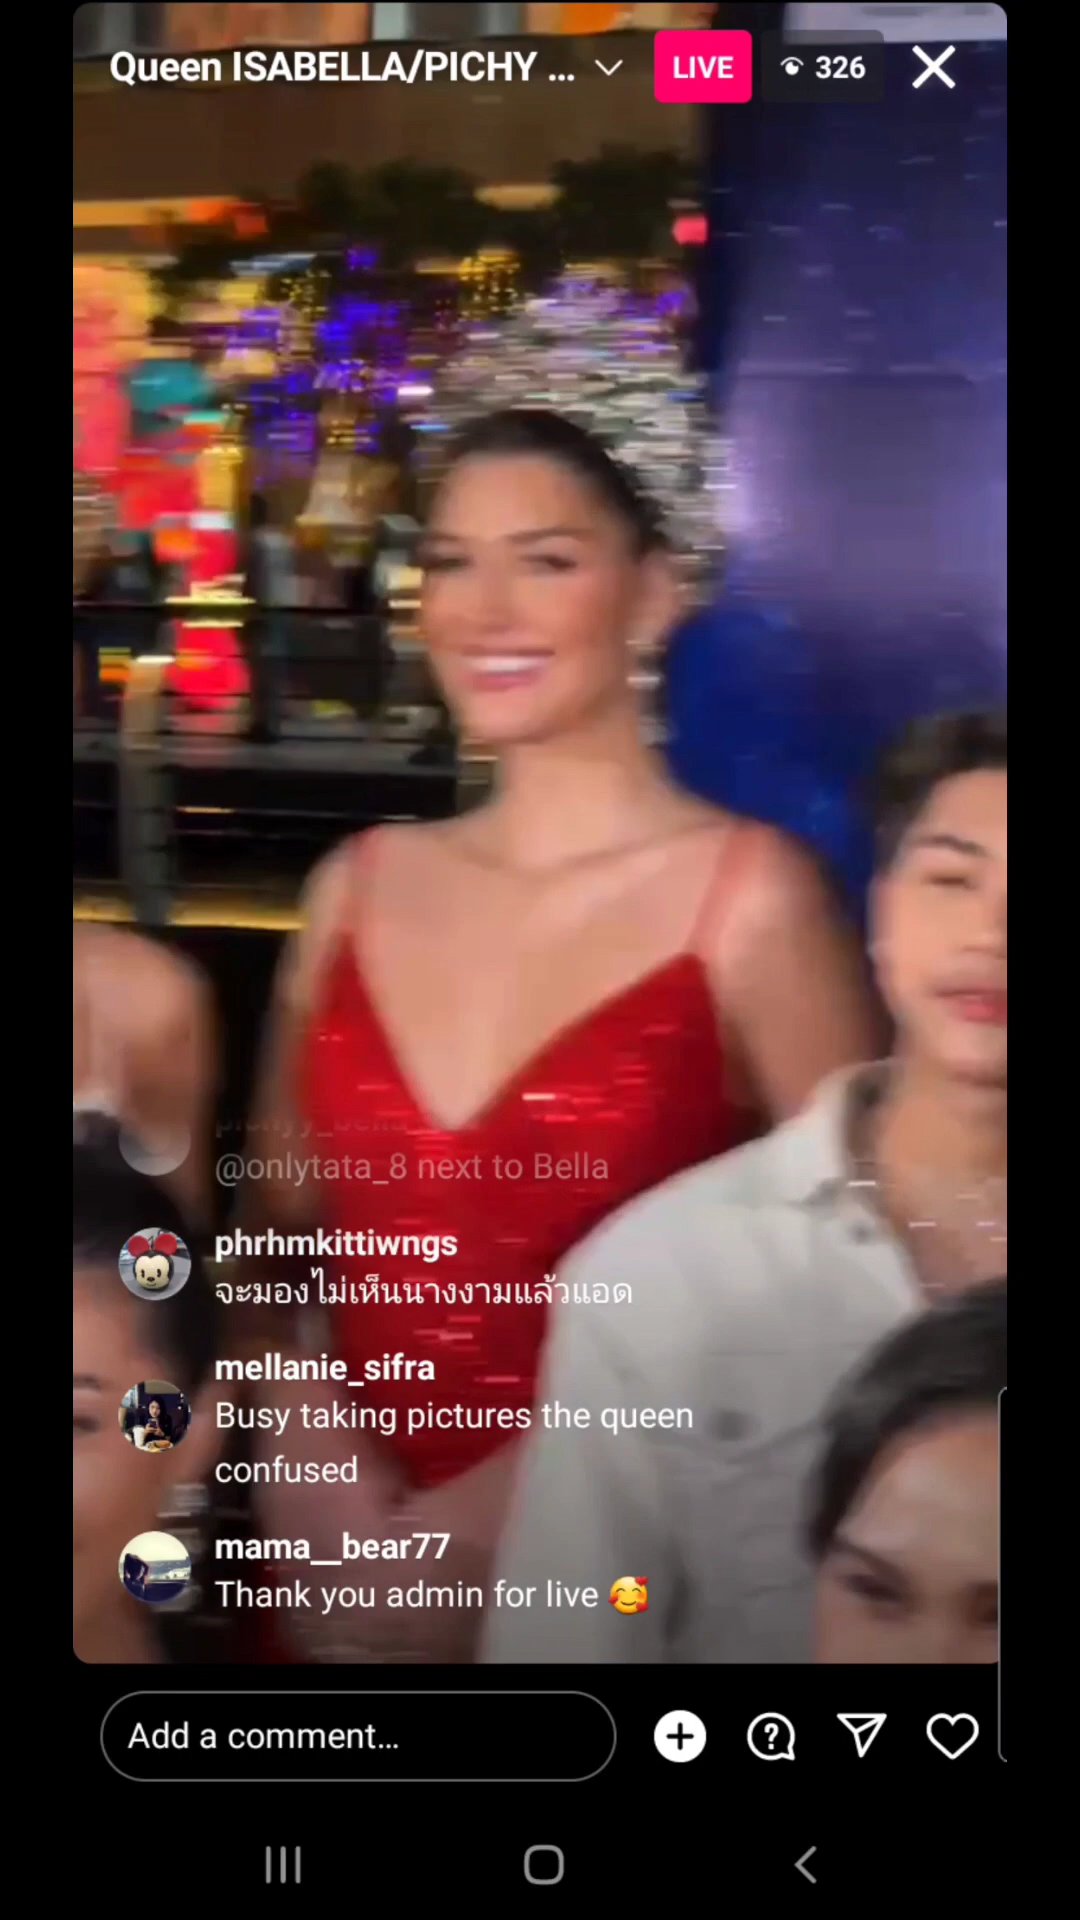 Queen ISABELLA/PICHY ...
LIVE
326
@onlytata_8 next to Bella
phrhmkittiwngs
จะมองไม่เห็นนางงามแล้วแอด
mellanie_sifra
Busy taking pictures the queen
confused
mama__bear77
Thank you admin for live 🥰
Add a comment...